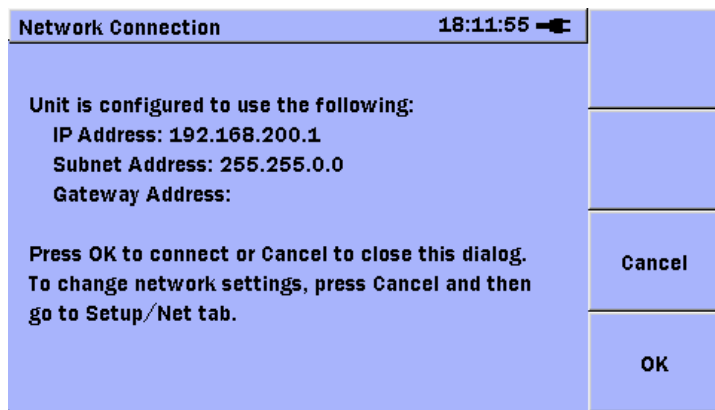 Network Connection 18:11:55
Unit is configured to use the following:
IP Address: 192.168.200.1
Subnet Address: 255.255.0.0
Gateway Address:
Press OK to connect or Cancel to close this dialog.
To change network settings, press Cancel and then
go to Setup/Net tab.
Cancel
OK